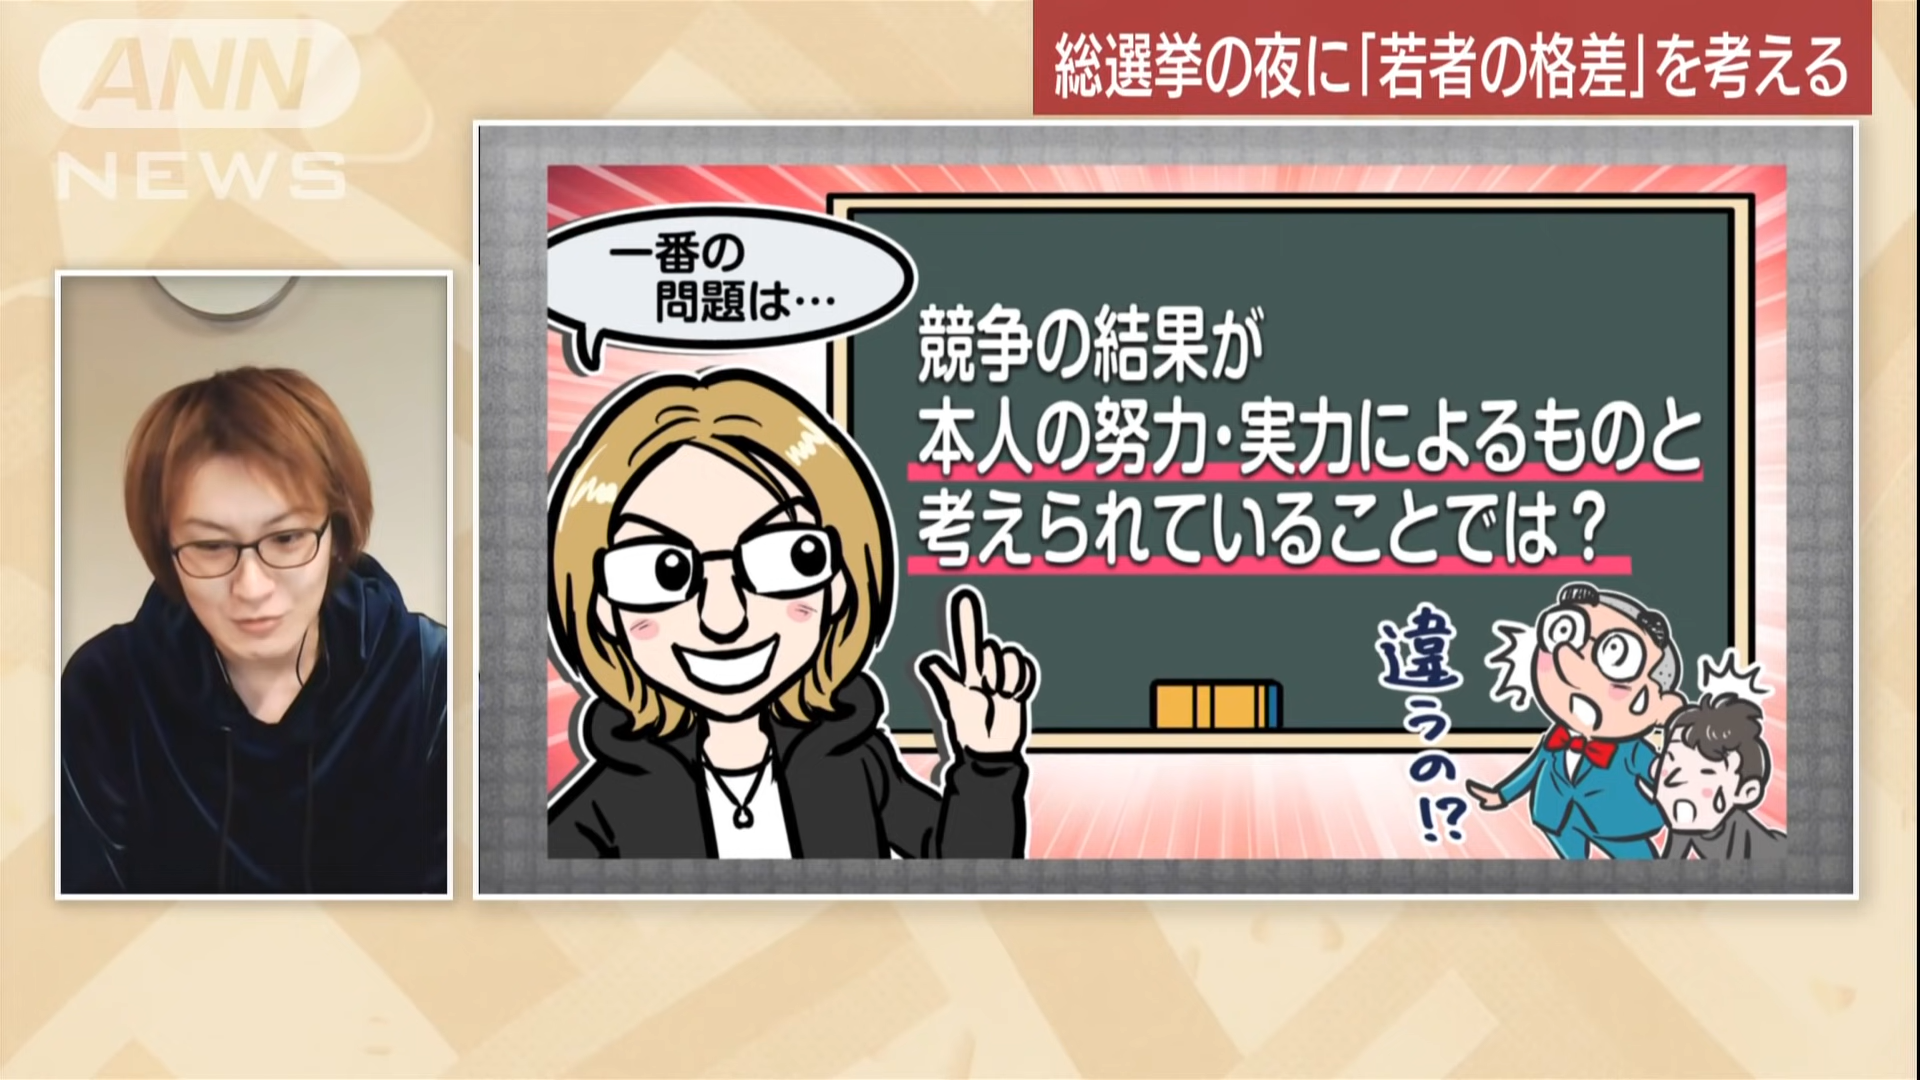 ANN
NEWS
総選挙の夜に「若者の格差」を考える
一番の
問題は…
競争の結果が
本人の努力・実力によるものと
考えられていることでは？
違うの!?